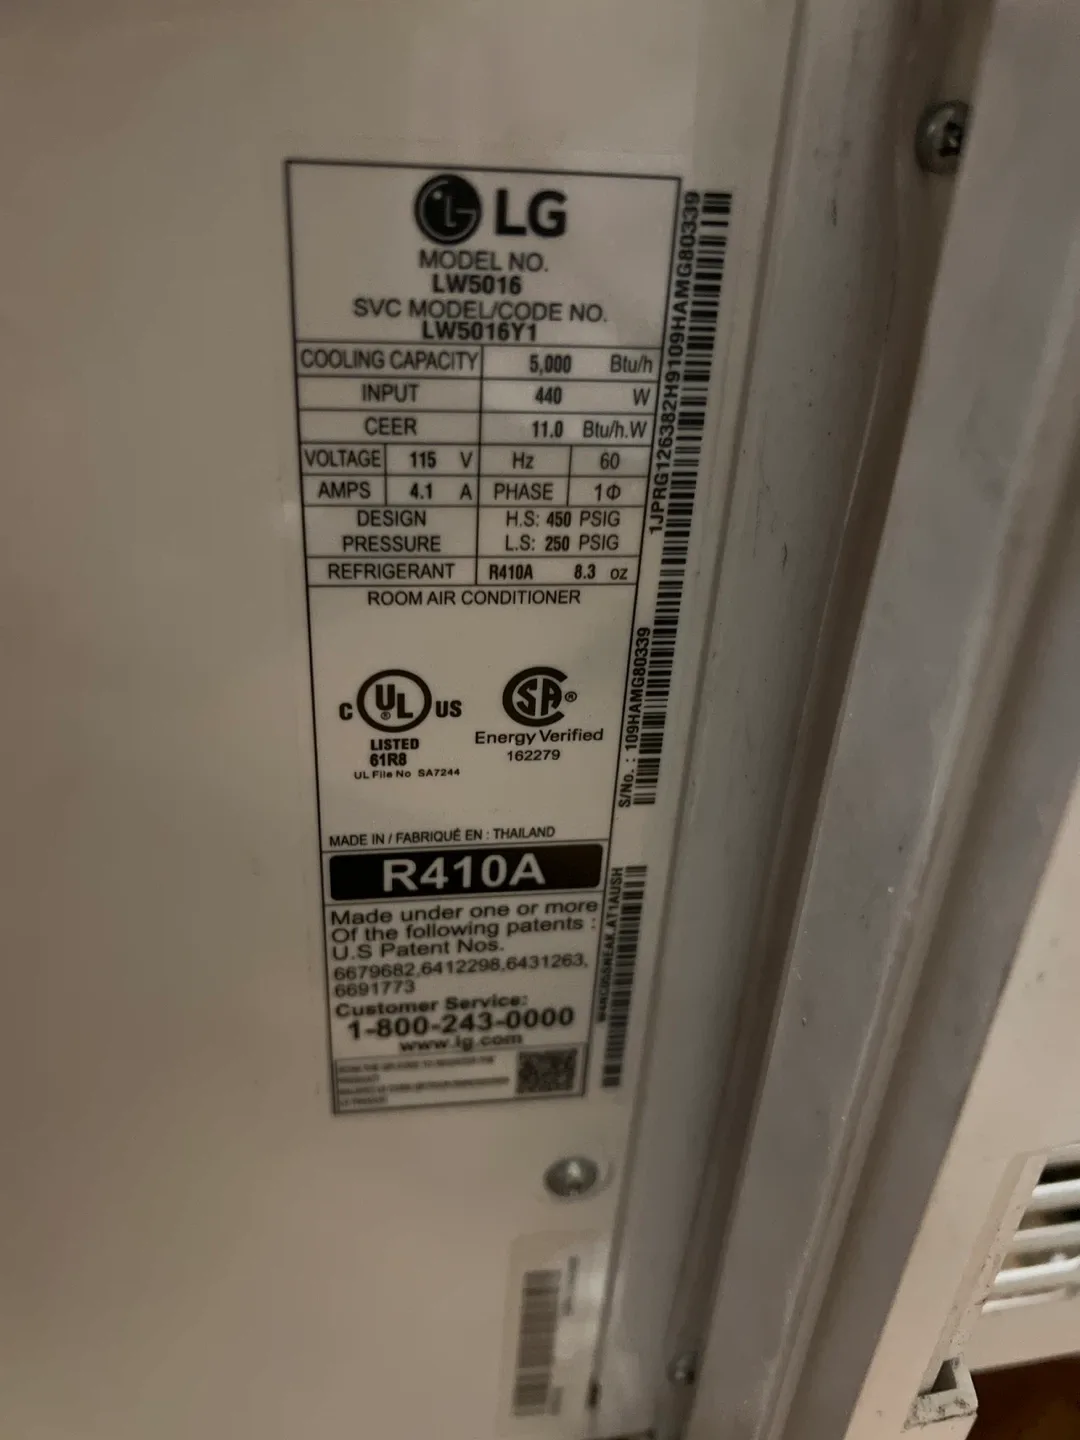 LG
MODEL NO.
LW5016
SVC MODEL/CODE NO.
LW5016Y1
COOLING CAPACITY 5,000 Btu/h
INPUT 440 W
CEER 11.0 Btu/h.W
VOLTAGE 115 V Hz 60
AMPS 4.1 A PHASE 1Φ
DESIGN PRESSURE H.S: 450 PSIG
L.S: 250 PSIG
REFRIGERANT R410A 8.3 oz
ROOM AIR CONDITIONER
C UL US ®
LISTED
61R8
UL File No SA7244
SA ®
Energy Verified
162279
MADE IN / FABRIQUÉ EN : THAILAND
R410A
Made under one or more
Of the following patents :
U.S Patent Nos.
6679682,6412298,6431263,
6691773
Customer Service:
1-800-243-0000
www.lg.com
1JPRG126382H9109HAMG80339
S/No. : 109HAMG80339